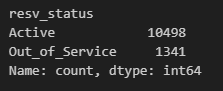 resv_status
Active            10498
Out_of_Service     1341
Name: count, dtype: int64